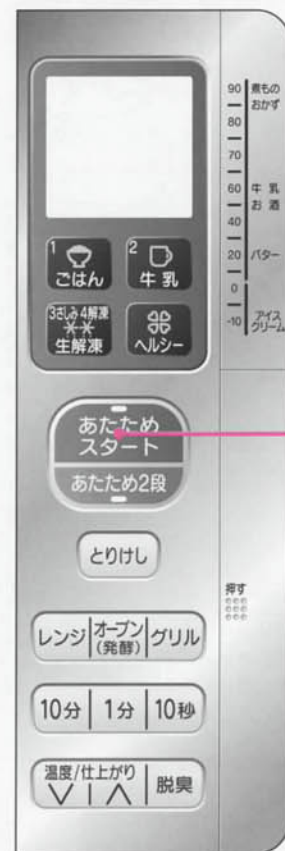 90 煮もの
おかず
80
70
60 牛乳
お酒
40
20 バター
0
-10 アイス
クリーム
1 ごはん
2 牛乳
3さしみ 4解凍
生解凍
ヘルシー
あたため
スタート
あたため2段
とりけし
押す
レンジ
オーブン
(発酵)
グリル
10分
1分
10秒
温度/仕上がり
脱臭